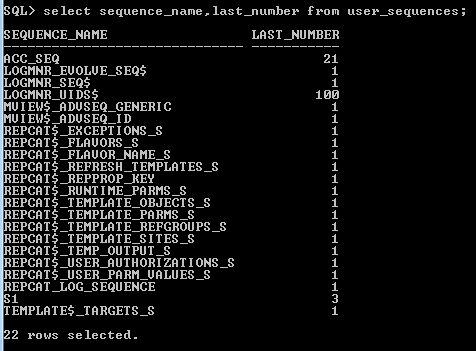 SQL> select sequence_name,last_number from user_sequences;
SEQUENCE_NAME LAST_NUMBER
------------------------------ -----------
ACC_SEQ 21
LOGMNR_EVOLVE_SEQ$ 1
LOGMNR_SEQ$ 1
LOGMNR_UIDS$ 100
MVIEW$_ADVSEQ_GENERIC 1
MVIEW$_ADVSEQ_ID 1
REPCAT$_EXCEPTIONS_S 1
REPCAT$_FLAVORS_S 1
REPCAT$_FLAVOR_NAME_S 1
REPCAT$_REFRESH_TEMPLATES_S 1
REPCAT$_REPPROP_KEY 1
REPCAT$_RUNTIME_PARMS_S 1
REPCAT$_TEMPLATE_OBJECTS_S 1
REPCAT$_TEMPLATE_PARMS_S 1
REPCAT$_TEMPLATE_REFGROUPS_S 1
REPCAT$_TEMPLATE_SITES_S 1
REPCAT$_TEMP_OUTPUT_S 1
REPCAT$_USER_AUTHORIZATIONS_S 1
REPCAT$_USER_PARM_VALUES_S 1
REPCAT_LOG_SEQUENCE 1
S1 3
TEMPLATE$_TARGETS_S 1
22 rows selected.